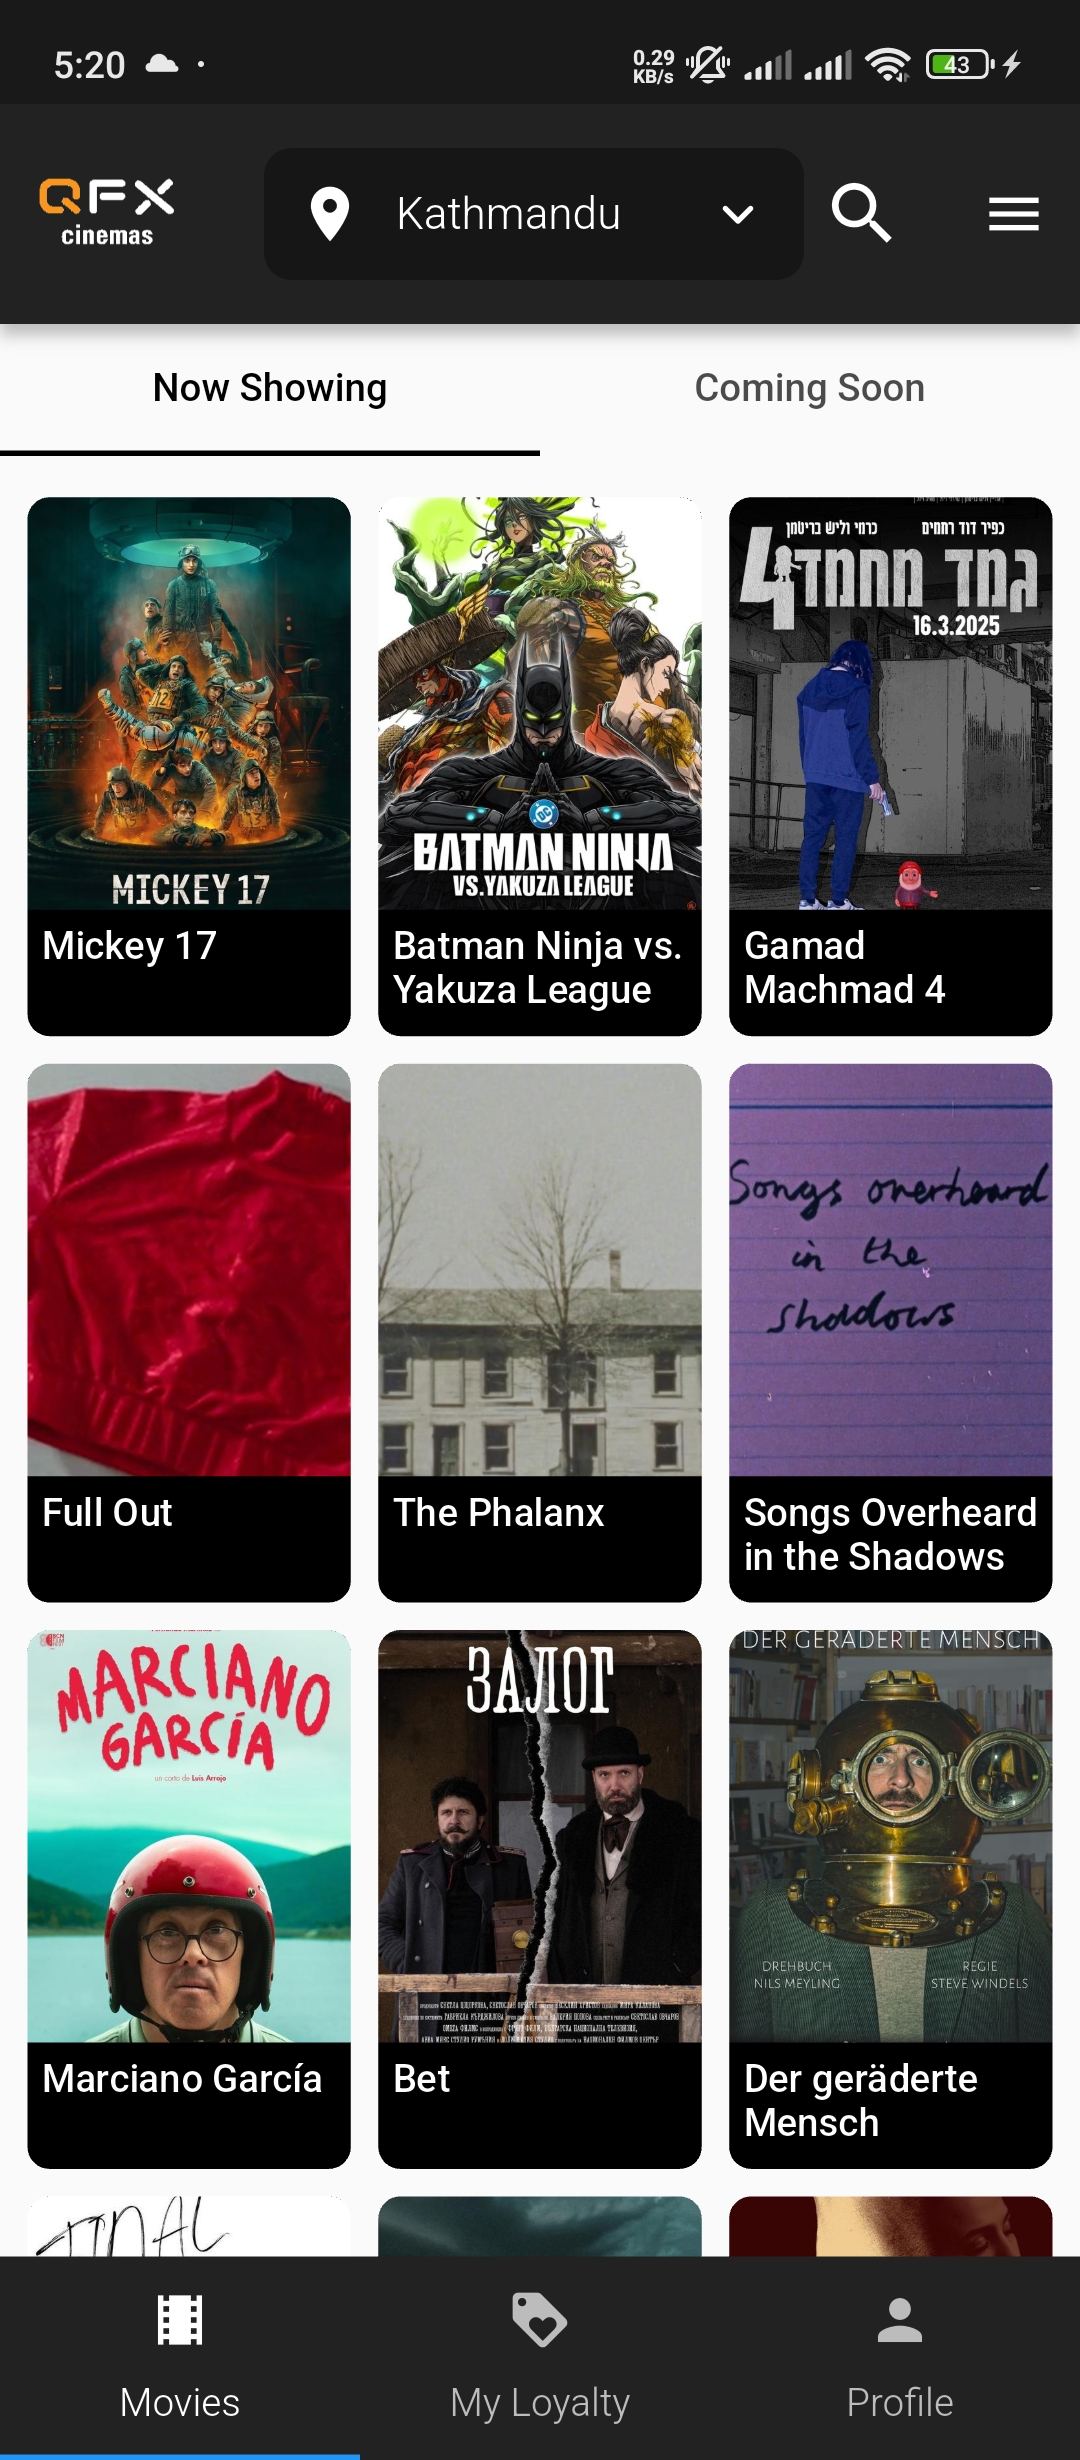 5:20
0.29
KB/s
43
QFX
cinemas
Kathmandu
Now Showing
Coming Soon
MICKEY 17
Mickey 17
DC
BATMAN NINJA
VS. YAKUZA LEAGUE
Batman Ninja vs.
Yakuza League
כרמי וליש בריטמן
כפיר דוד רחמים
גמד מחמד 4
16.3.2025
Gamad
Machmad 4
Full Out
The Phalanx
Songs overheard
in the
shadows
Songs Overheard
in the Shadows
MARCIANO
GARCÍA
un corto de Luis Arrojo
Marciano García
ЗАЛОГ
Bet
DER GERÄDERTE MENSCH
DREHBUCH
NILS MEYLING
REGIE
STEVE WINDELS
Der geräderte
Mensch
FINAL
Movies
My Loyalty
Profile